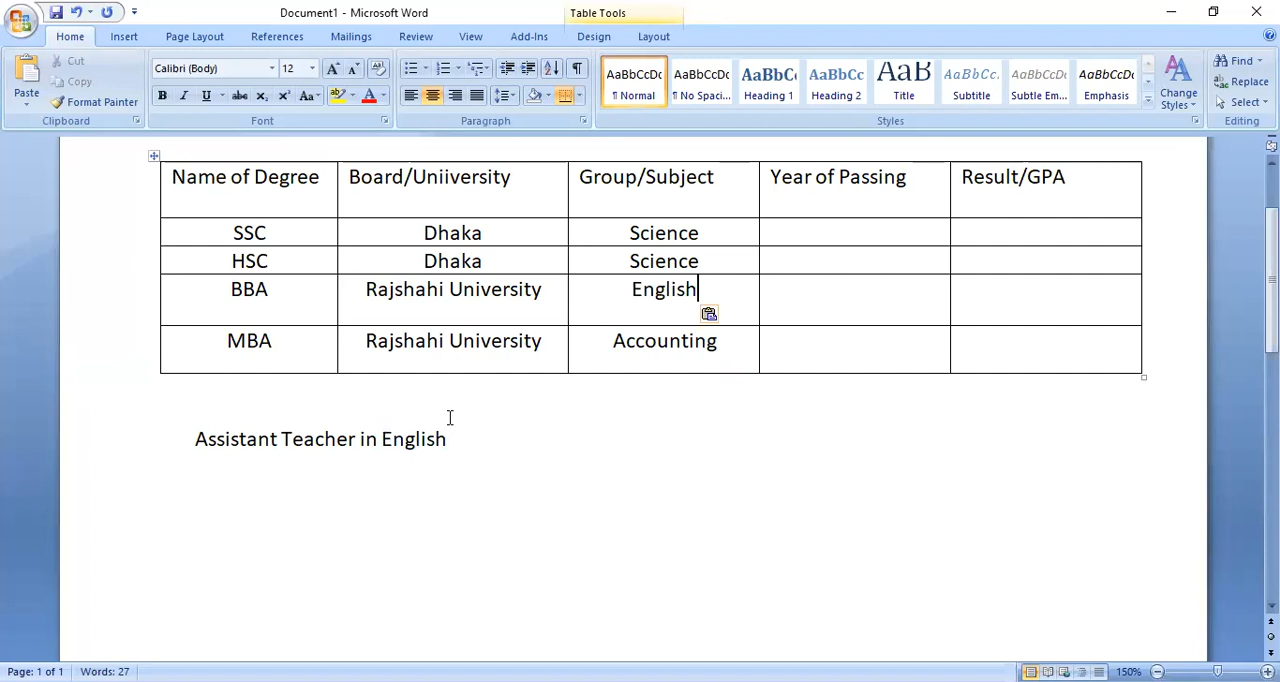 Document1 - Microsoft Word
Table Tools
Home Insert Page Layout References Mailings Review View Add-Ins Design Layout
Paste
Cut
Copy
Format Painter
Clipboard
Calibri (Body) 12
B I U abc X₂ X² Aa
A A
Font
Paragraph
AaBbCcDc AaBbCcDc AaBbC( AaBbCc AaB AaBbCc. AaBbCcDc AaBbCcDc
¶ Normal ¶ No Spaci... Heading 1 Heading 2 Title Subtitle Subtle Em... Emphasis
Change Styles
Styles
Find
Replace
Select
Editing
Name of Degree Board/Uniiversity Group/Subject Year of Passing Result/GPA
SSC Dhaka Science
HSC Dhaka Science
BBA Rajshahi University English
MBA Rajshahi University Accounting
Assistant Teacher in English
Page: 1 of 1 Words: 27 150%